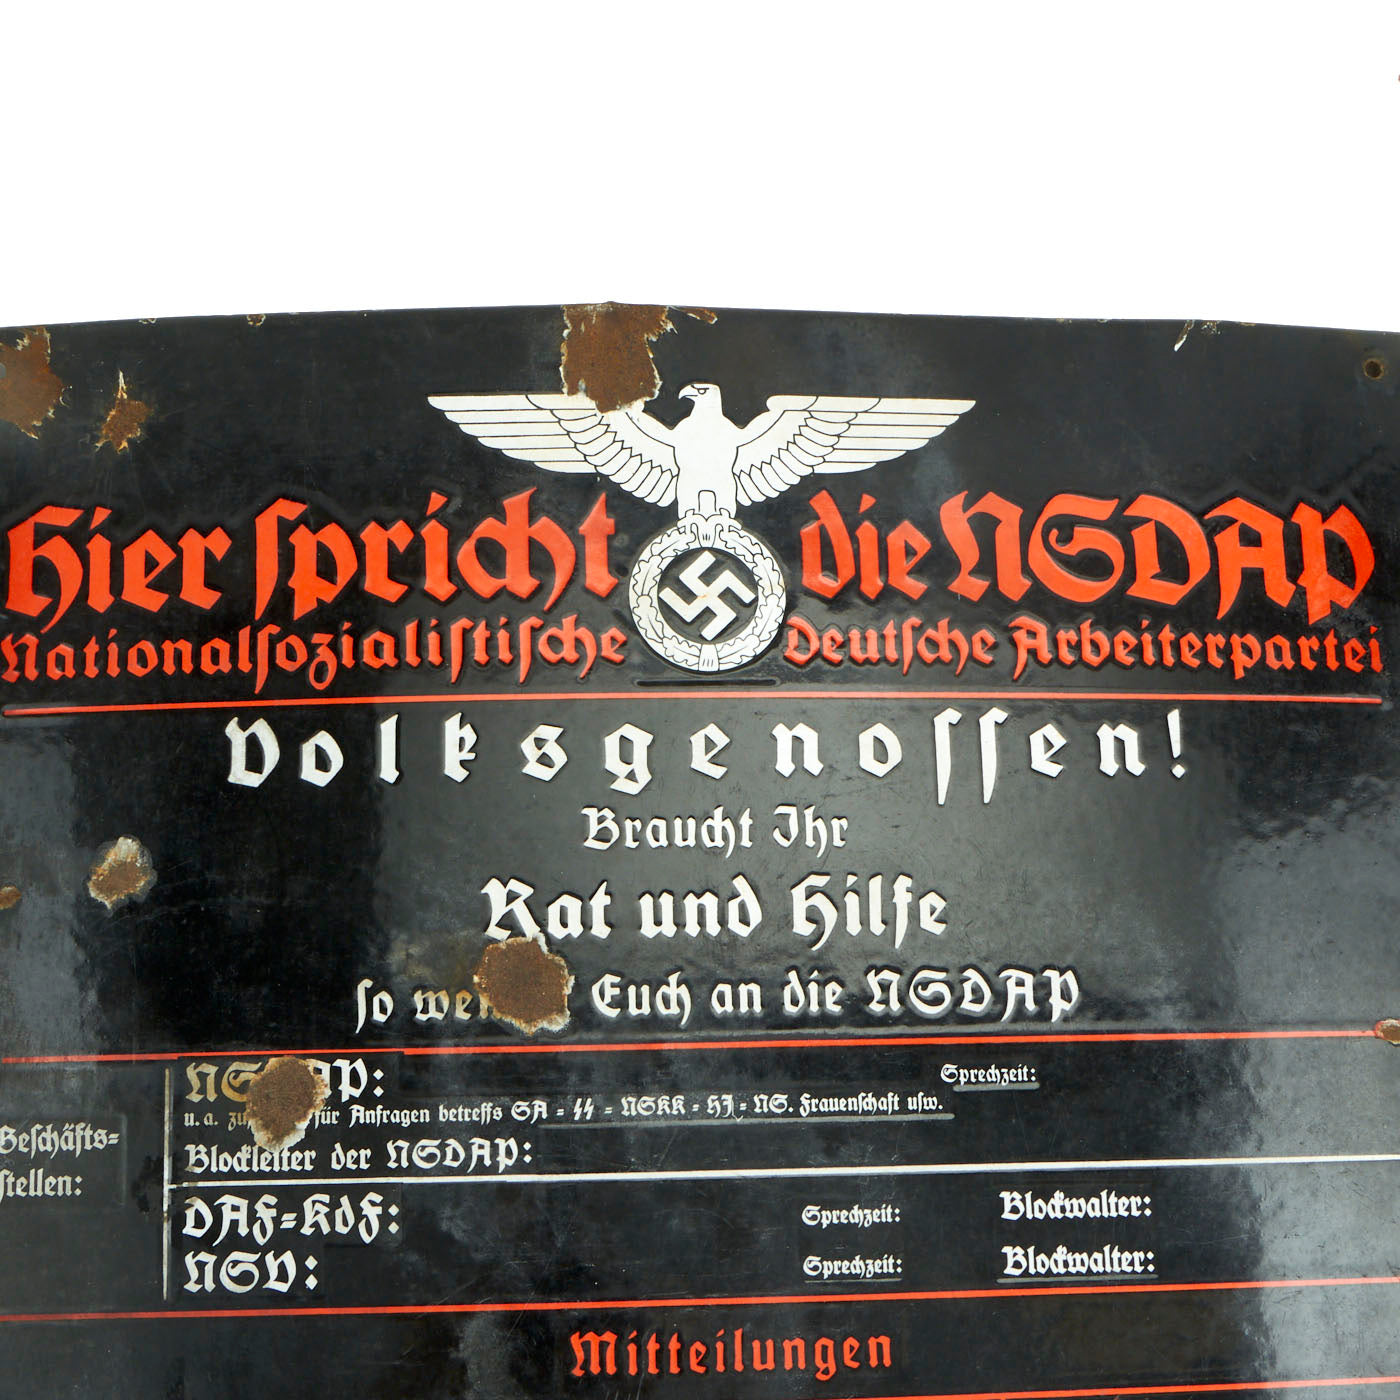 Hier spricht die NSDAP
Nationalsozialistische Deutsche Arbeiterpartei
Volksgenossen!
Braucht Ihr
Rat und Hilfe
so Euch an die NSDAP
NSDAP: Sprechzeit:
u. a. für Anfragen betreffs SA = SS = NSKK = HJ = NS. Frauenschaft usw.
Geschäfts=
stellen:
Blockleiter der NSDAP:
DAF=KdF: Sprechzeit: Blockwalter:
NSV: Sprechzeit: Blockwalter:
Mitteilungen